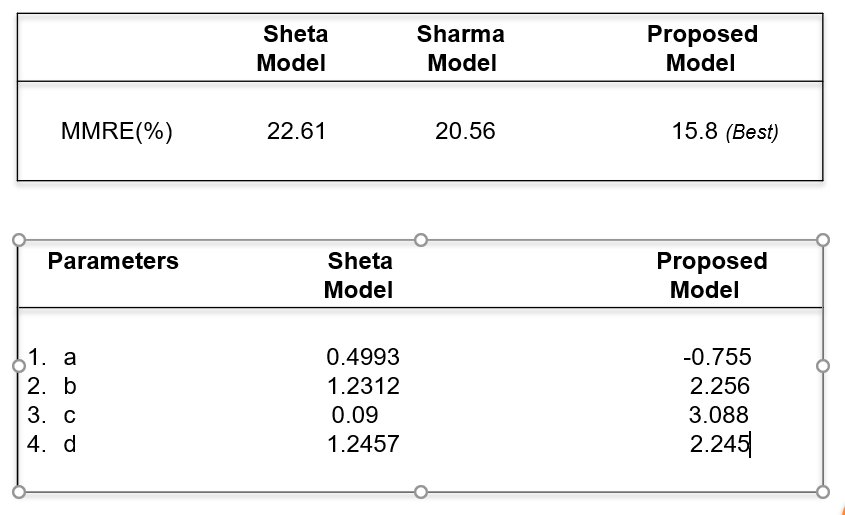 Sheta Sharma Proposed
Model Model Model
MMRE(%) 22.61 20.56 15.8 (Best)
Parameters Sheta Proposed
Model Model
1. a 0.4993 -0.755
2. b 1.2312 2.256
3. c 0.09 3.088
4. d 1.2457 2.245